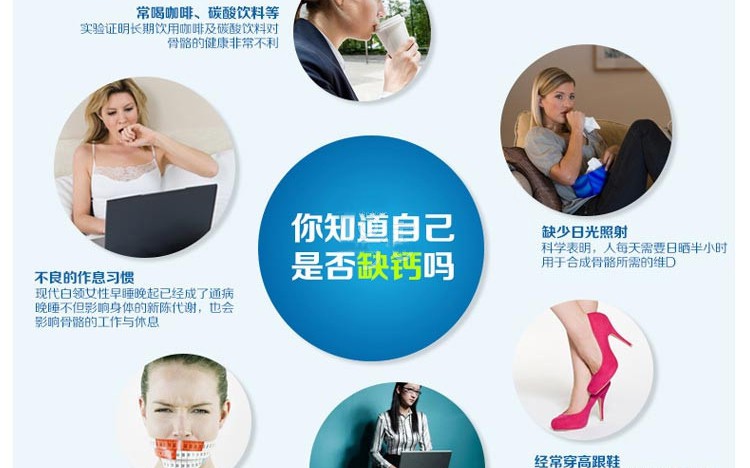 常喝咖啡、碳酸饮料等
实验证明长期饮用咖啡及碳酸饮料对
骨骼的健康非常不利
你知道自己
是否缺钙吗
缺少日光照射
科学表明，人每天需要日晒半小时
用于合成骨骼所需的维D
不良的作息习惯
现代白领女性早睡晚起已经成了通病
晚睡不但影响身体的新陈代谢，也会
影响骨骼的工作与休息
经常穿高跟鞋